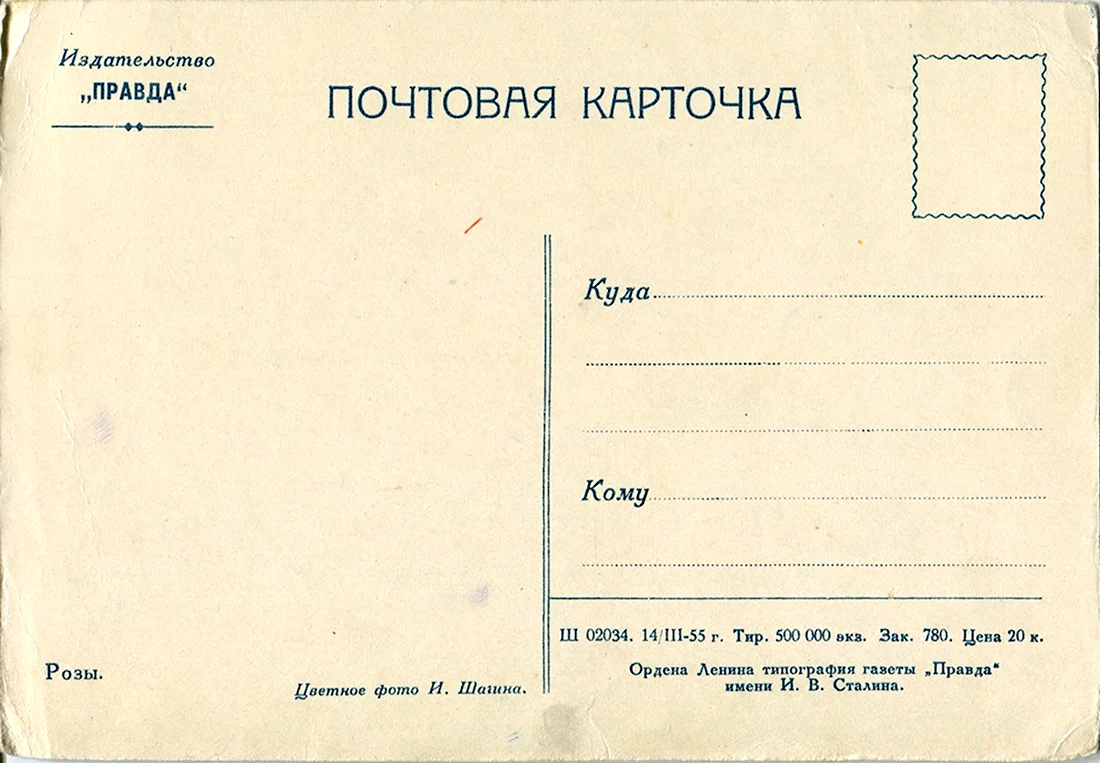 Издательство
„ПРАВДА“
ПОЧТОВАЯ КАРТОЧКА
Куда
Кому
Ш 02034. 14/III-55 г. Тир. 500 000 экз. Зак. 780. Цена 20 к.
Ордена Ленина типография газеты „Правда“
имени И. В. Сталина.
Розы.
Цветное фото И. Шагина.